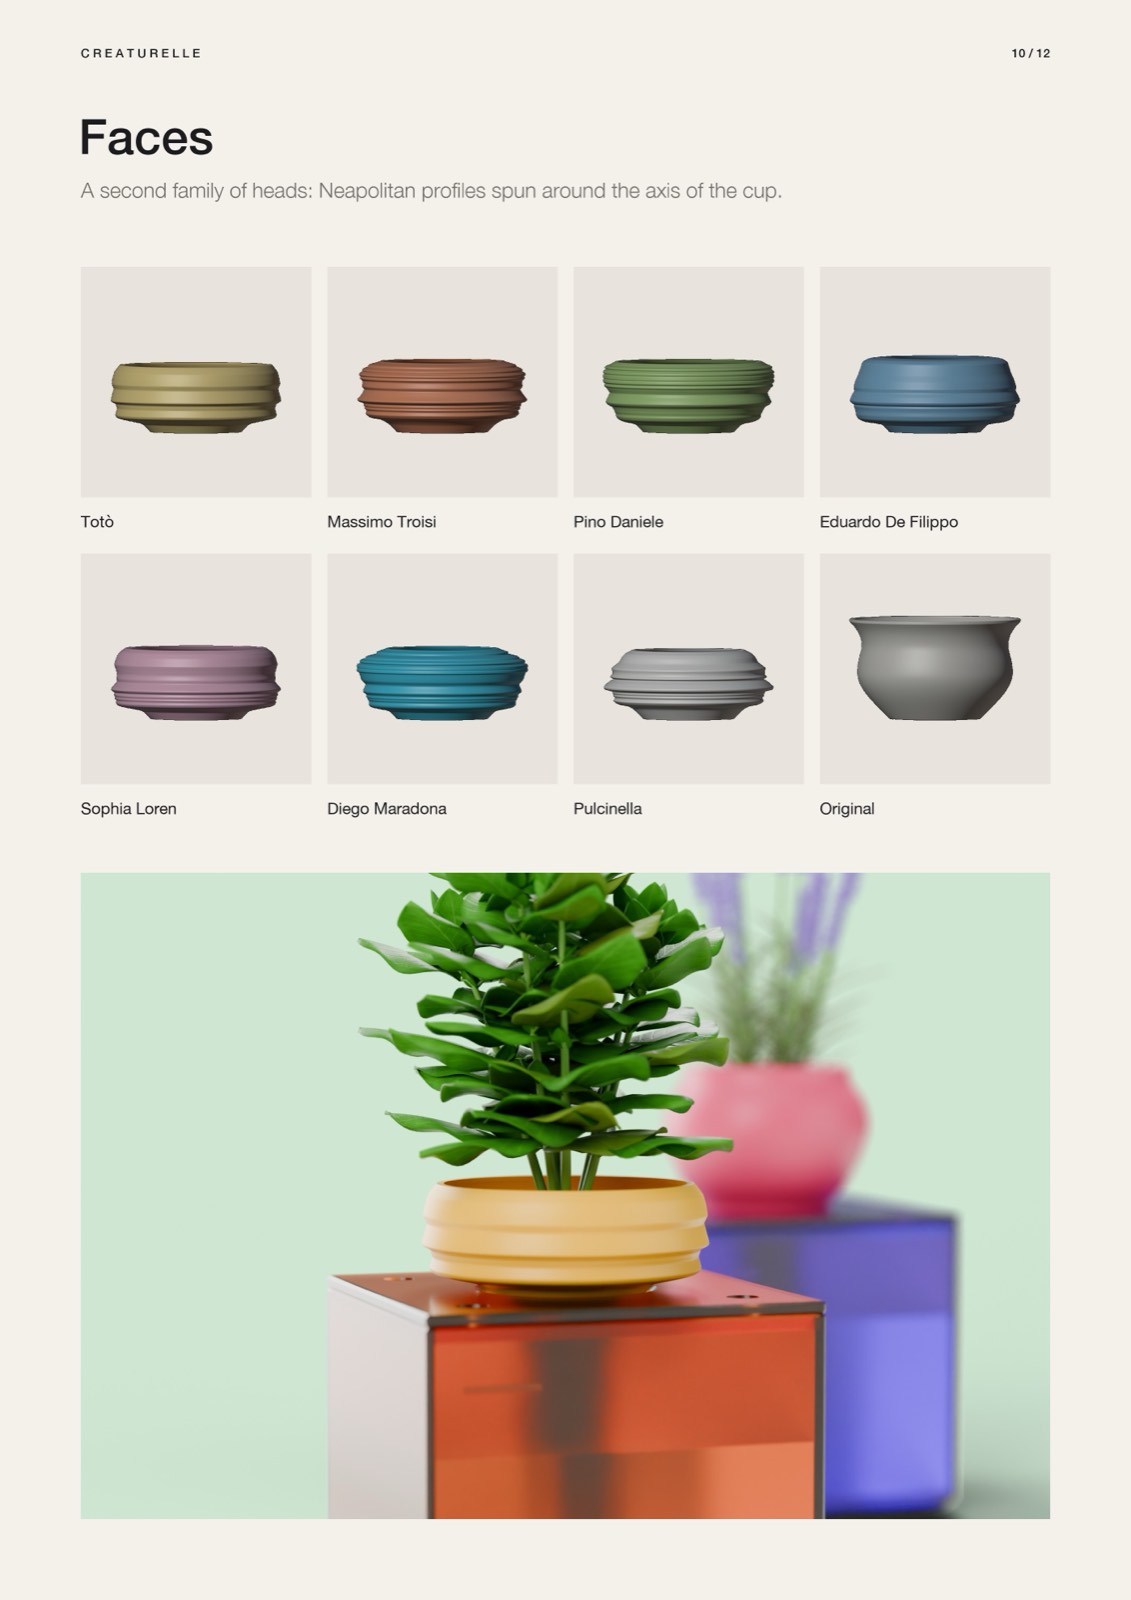 CREATURELLE
10 / 12
Faces
A second family of heads: Neapolitan profiles spun around the axis of the cup.
Totò
Massimo Troisi
Pino Daniele
Eduardo De Filippo
Sophia Loren
Diego Maradona
Pulcinella
Original